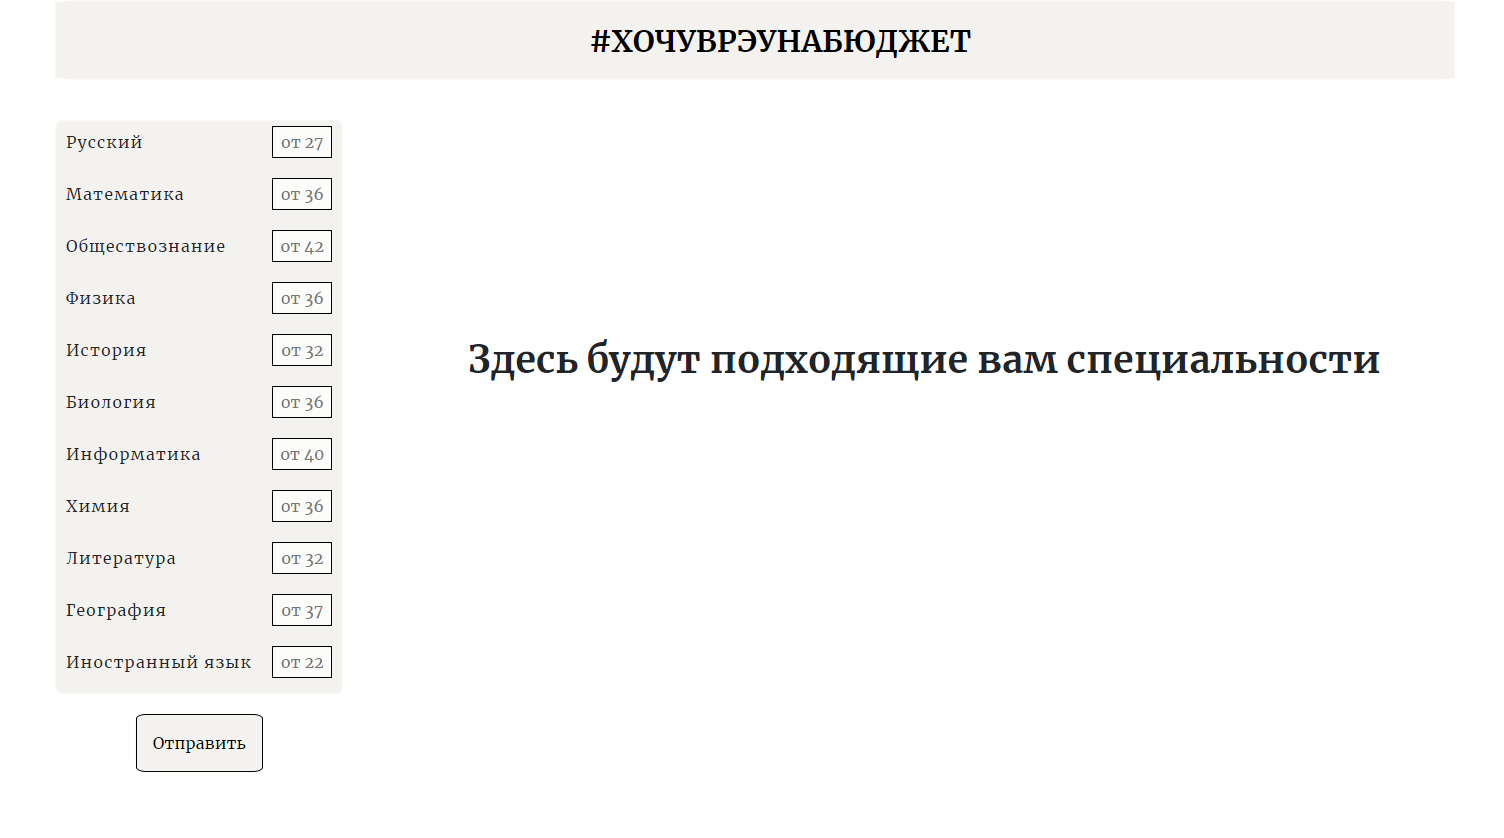 #ХОЧУВРЭУНАБЮДЖЕТ
Русский от 27
Математика от 36
Обществознание от 42
Физика от 36
История от 32
Биология от 36
Информатика от 40
Химия от 36
Литература от 32
География от 37
Иностранный язык от 22
Отправить
Здесь будут подходящие вам специальности